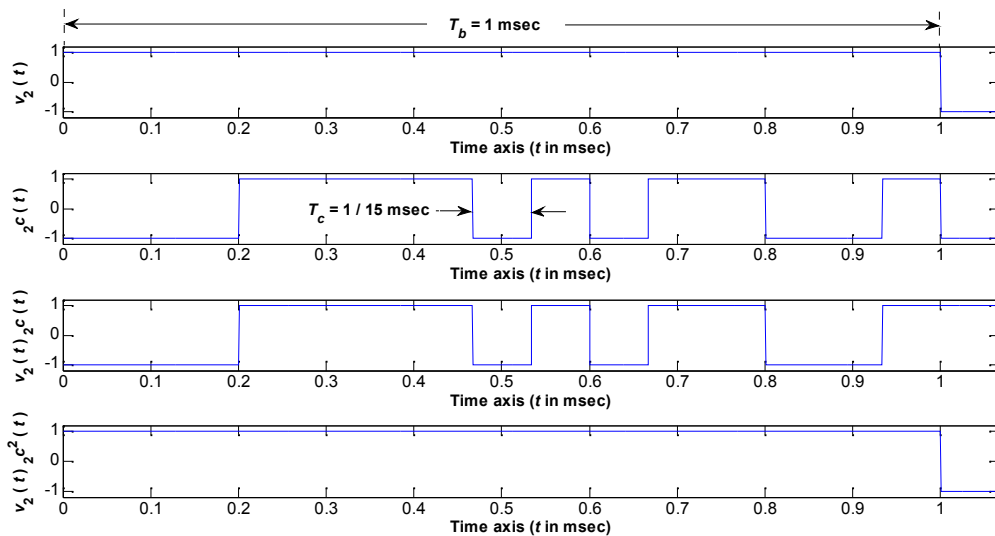 T_b = 1 msec
v_2 ( t )
1
0
-1
0 0.1 0.2 0.3 0.4 0.5 0.6 0.7 0.8 0.9 1
Time axis (t in msec)
_2c ( t )
1
0
-1
T_c = 1 / 15 msec
0 0.1 0.2 0.3 0.4 0.5 0.6 0.7 0.8 0.9 1
Time axis (t in msec)
v_2 ( t ) _2c ( t )
1
0
-1
0 0.1 0.2 0.3 0.4 0.5 0.6 0.7 0.8 0.9 1
Time axis (t in msec)
v_2 ( t ) _2c^2 ( t )
1
0
-1
0 0.1 0.2 0.3 0.4 0.5 0.6 0.7 0.8 0.9 1
Time axis (t in msec)